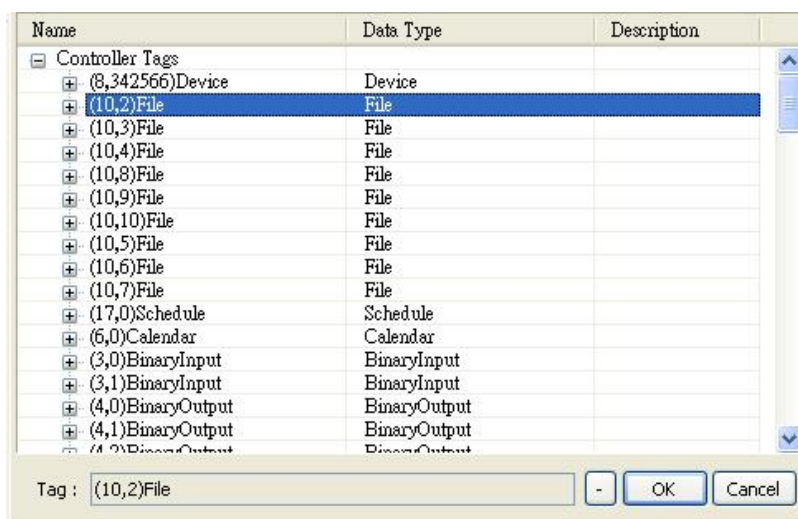 Name Data Type Description
Controller Tags
(8,342566)Device Device
(10,2)File File
(10,3)File File
(10,4)File File
(10,8)File File
(10,9)File File
(10,10)File File
(10,5)File File
(10,6)File File
(10,7)File File
(17,0)Schedule Schedule
(6,0)Calendar Calendar
(3,0)BinaryInput BinaryInput
(3,1)BinaryInput BinaryInput
(4,0)BinaryOutput BinaryOutput
(4,1)BinaryOutput BinaryOutput
(4,2)BinaryOutput BinaryOutput
Tag : (10,2)File - OK Cancel